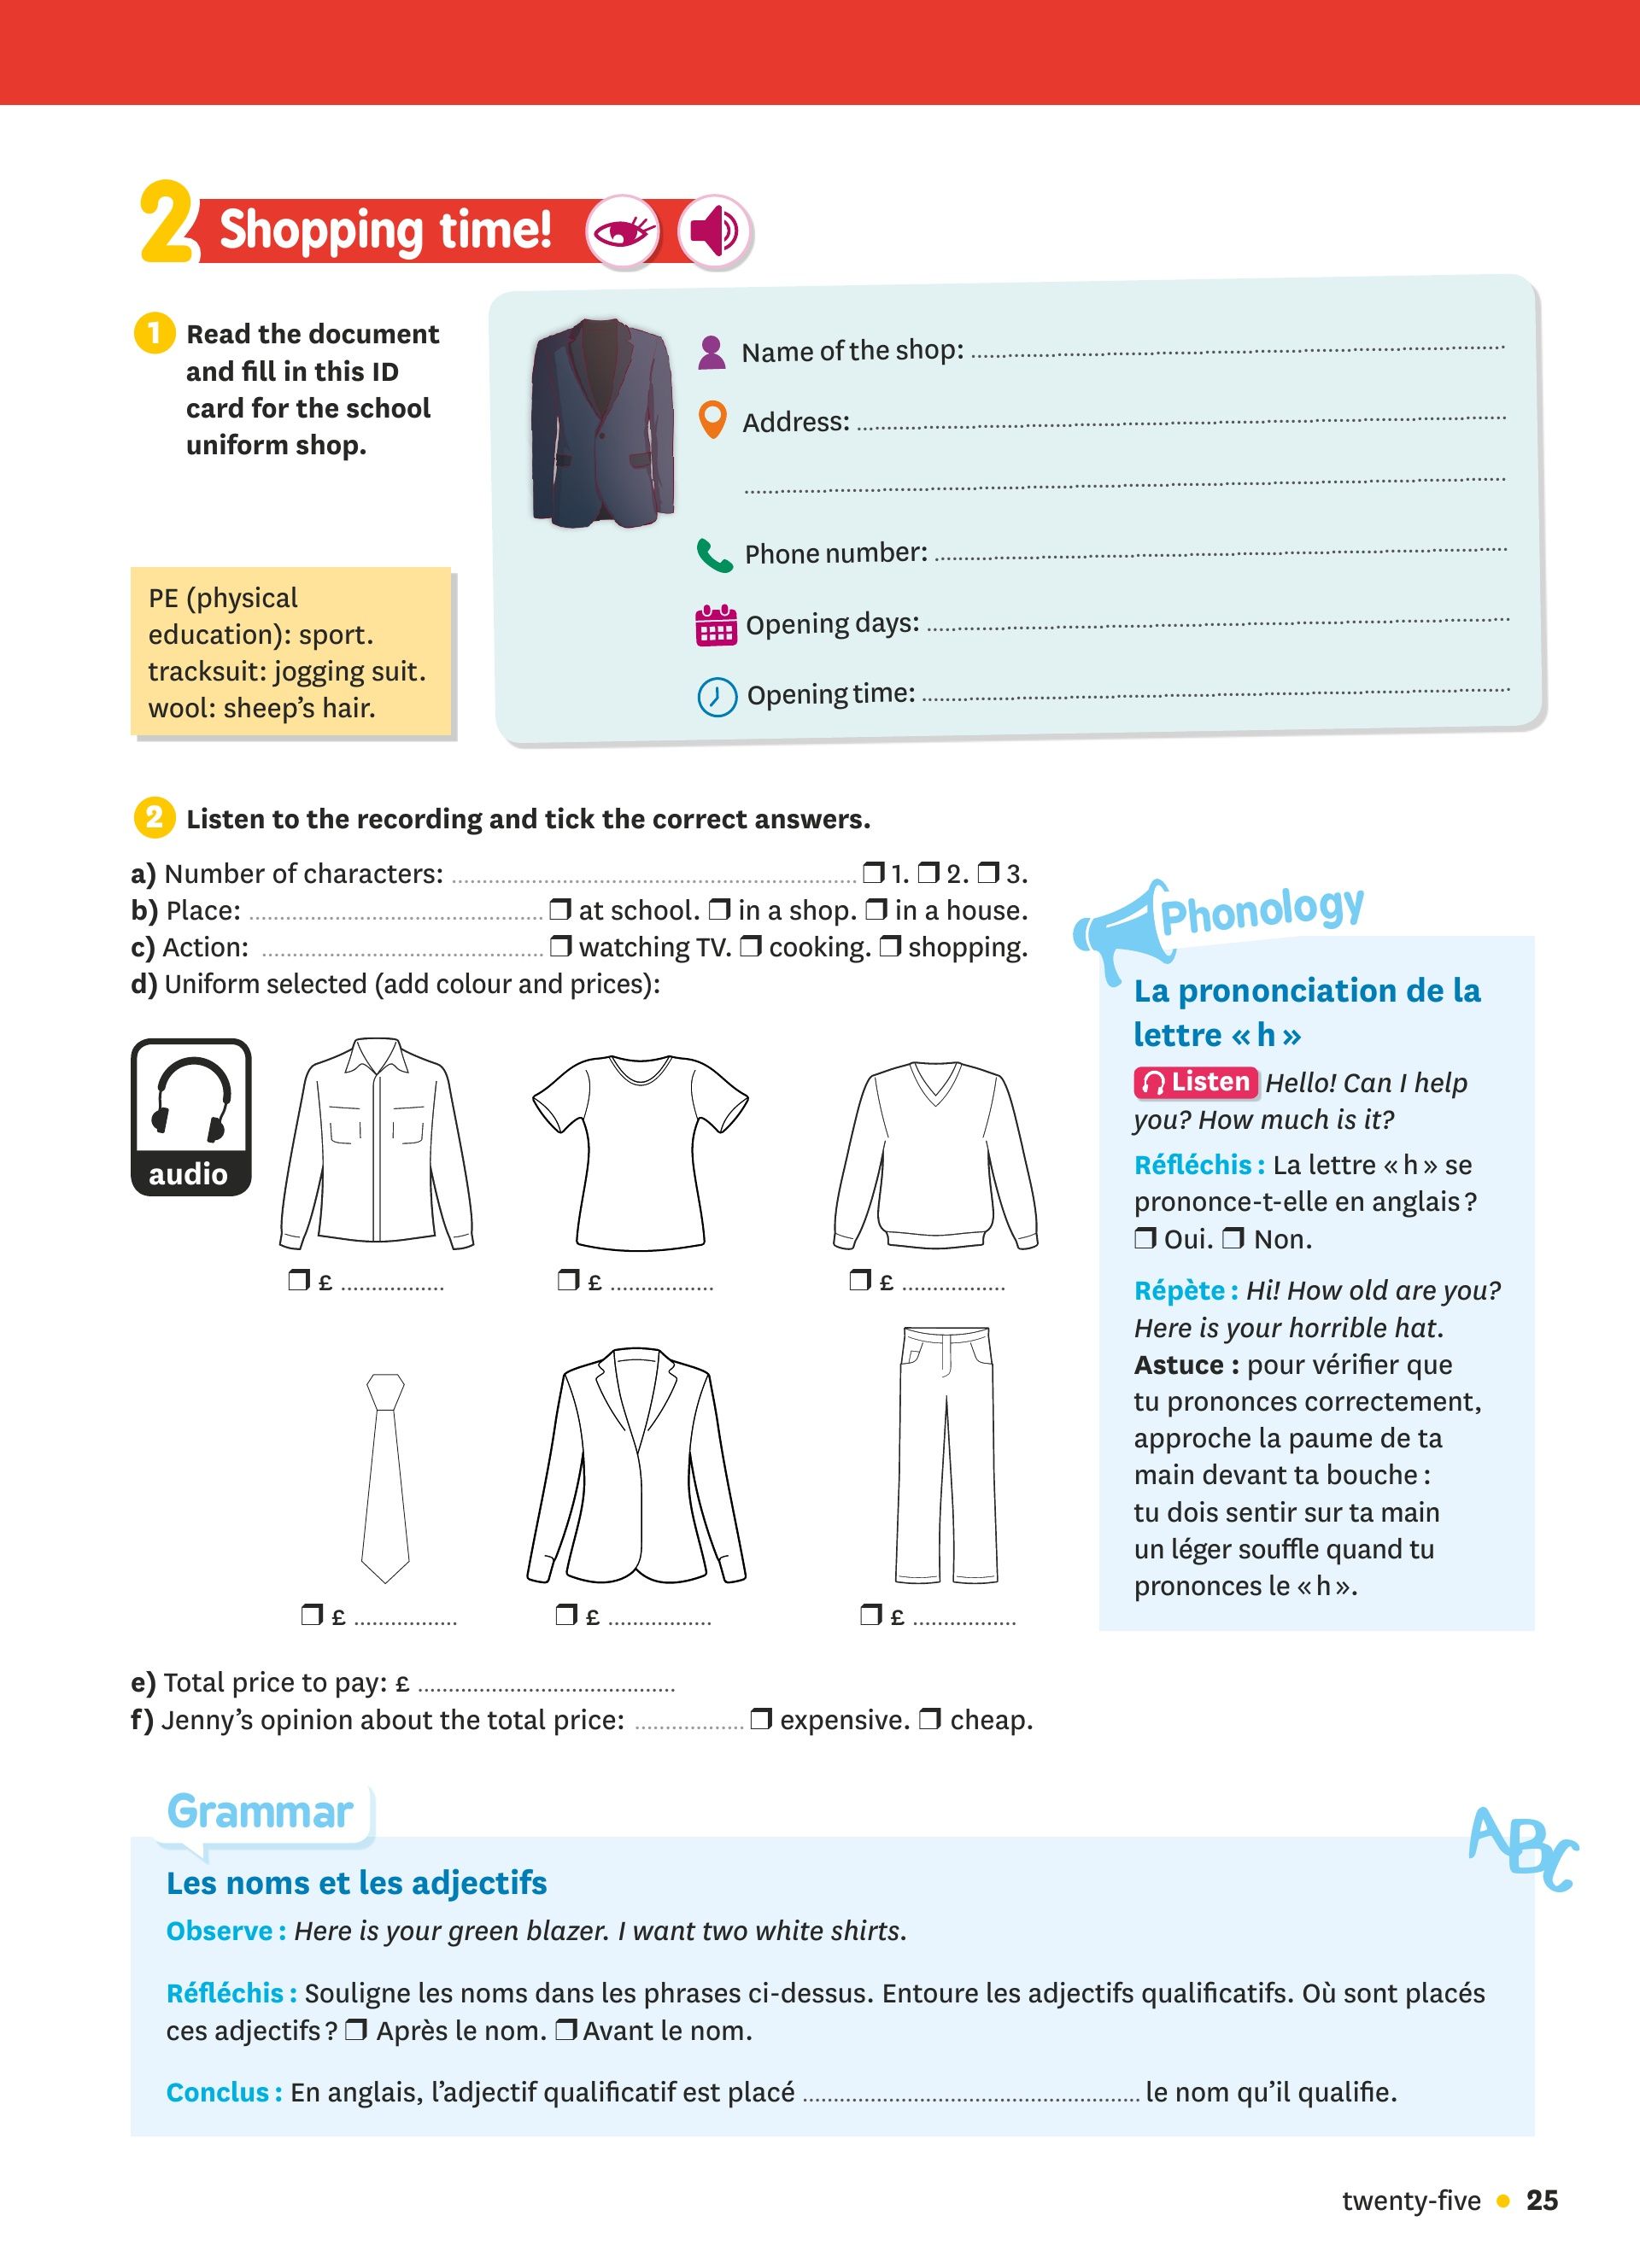 2 Shopping time!
1 Read the document
and fill in this ID
card for the school
uniform shop.
PE (physical
education): sport.
tracksuit: jogging suit.
wool: sheep's hair.
Name of the shop: ........................................
Address: ........................................
........................................
Phone number: ........................................
Opening days: ........................................
Opening time: ........................................
2 Listen to the recording and tick the correct answers.
a) Number of characters: ........................................ ❐ 1. ❐ 2. ❐ 3.
b) Place: ........................................ ❐ at school. ❐ in a shop. ❐ in a house.
c) Action: ........................................ ❐ watching TV. ❐ cooking. ❐ shopping.
d) Uniform selected (add colour and prices):
audio
❐ £ .................
❐ £ .................
❐ £ .................
❐ £ .................
❐ £ .................
❐ £ .................
e) Total price to pay: £ ........................................
f) Jenny's opinion about the total price: .................. ❐ expensive. ❐ cheap.
Phonology
La prononciation de la
lettre « h »
Listen Hello! Can I help
you? How much is it?
Réfléchis : La lettre « h » se
prononce-t-elle en anglais ?
❐ Oui. ❐ Non.
Répète : Hi! How old are you?
Here is your horrible hat.
Astuce : pour vérifier que
tu prononces correctement,
approche la paume de ta
main devant ta bouche :
tu dois sentir sur ta main
un léger souffle quand tu
prononces le « h ».
Grammar
ABC
Les noms et les adjectifs
Observe : Here is your green blazer. I want two white shirts.
Réfléchis : Souligne les noms dans les phrases ci-dessus. Entoure les adjectifs qualificatifs. Où sont placés
ces adjectifs ? ❐ Après le nom. ❐ Avant le nom.
Conclus : En anglais, l'adjectif qualificatif est placé ........................................ le nom qu'il qualifie.
twenty-five • 25